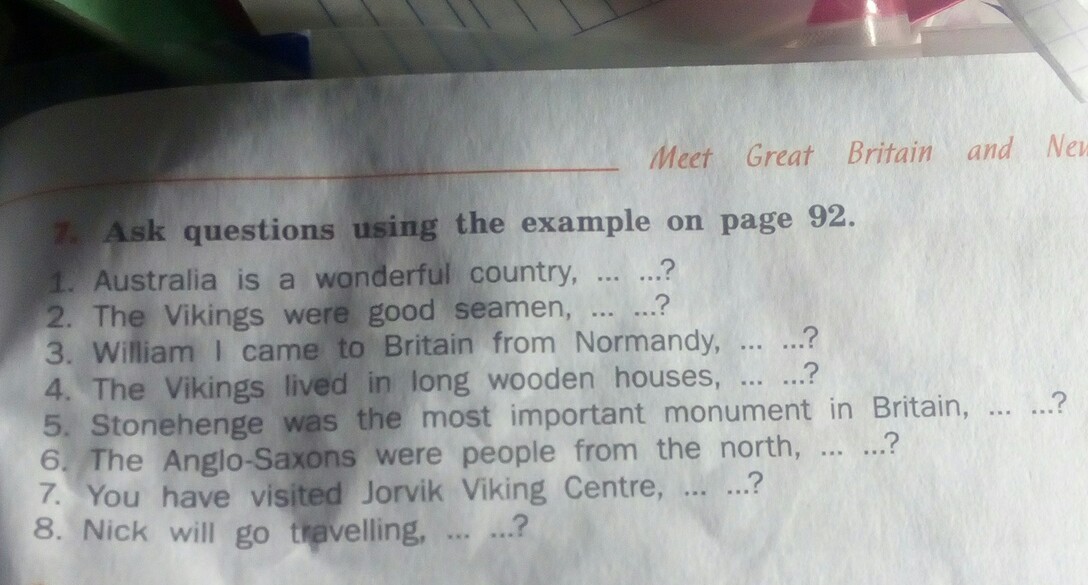 Meet Great Britain and
7. Ask questions using the example on page 92.
1. Australia is a wonderful country, ... ...?
2. The Vikings were good seamen, ... ...?
3. William I came to Britain from Normandy, ... ...?
4. The Vikings lived in long wooden houses, ... ...?
5. Stonehenge was the most important monument in Britain, ... ...?
6. The Anglo-Saxons were people from the north, ... ...?
7. You have visited Jorvik Viking Centre, ... ...?
8. Nick will go travelling, ... ...?